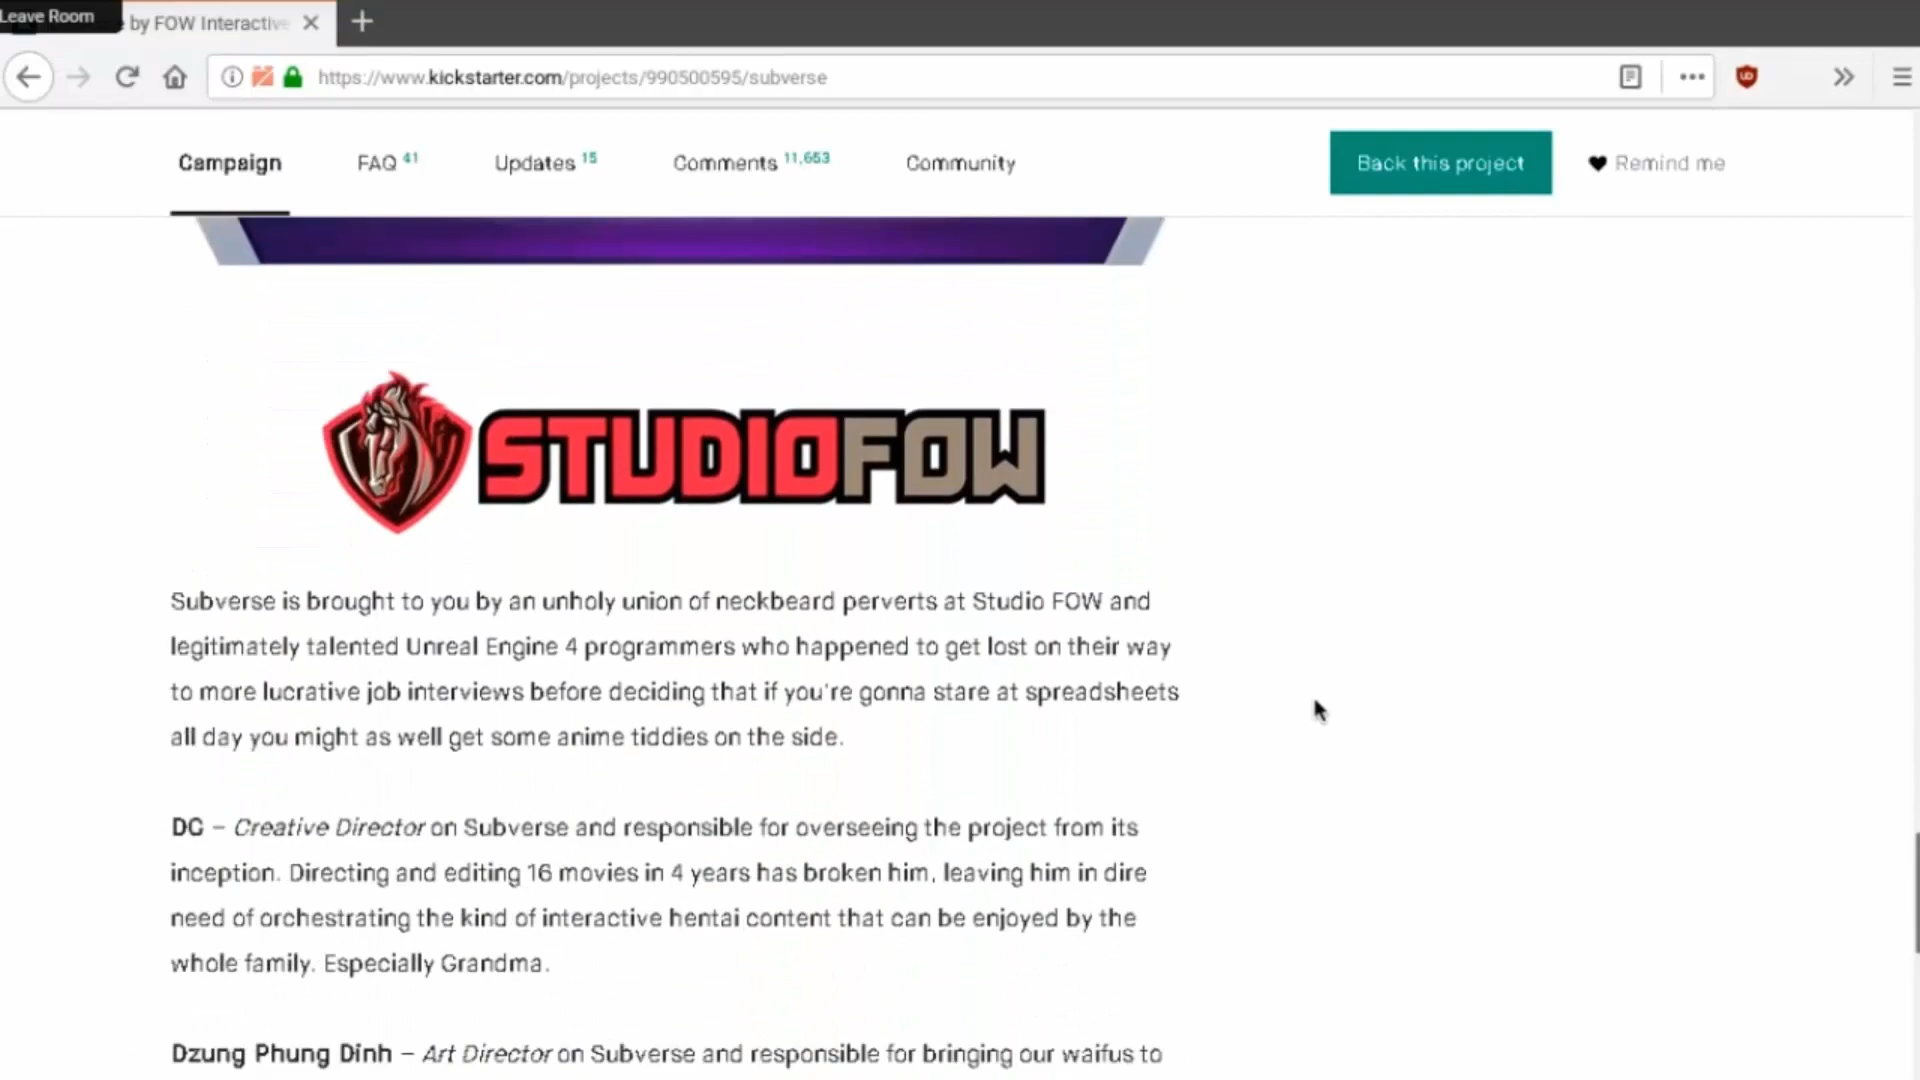 Leave Room
by FOW Interactive
https://www.kickstarter.com/projects/990500595/subverse
Campaign
FAQ 41
Updates 15
Comments 11,653
Community
Back this project
Remind me
STUDIOFOW
Subverse is brought to you by an unholy union of neckbeard perverts at Studio FOW and
legitimately talented Unreal Engine 4 programmers who happened to get lost on their way
to more lucrative job interviews before deciding that if you're gonna stare at spreadsheets
all day you might as well get some anime tiddies on the side.
DC – Creative Director on Subverse and responsible for overseeing the project from its
inception. Directing and editing 16 movies in 4 years has broken him, leaving him in dire
need of orchestrating the kind of interactive hentai content that can be enjoyed by the
whole family. Especially Grandma.
Dzung Phung Dinh – Art Director on Subverse and responsible for bringing our waifus to